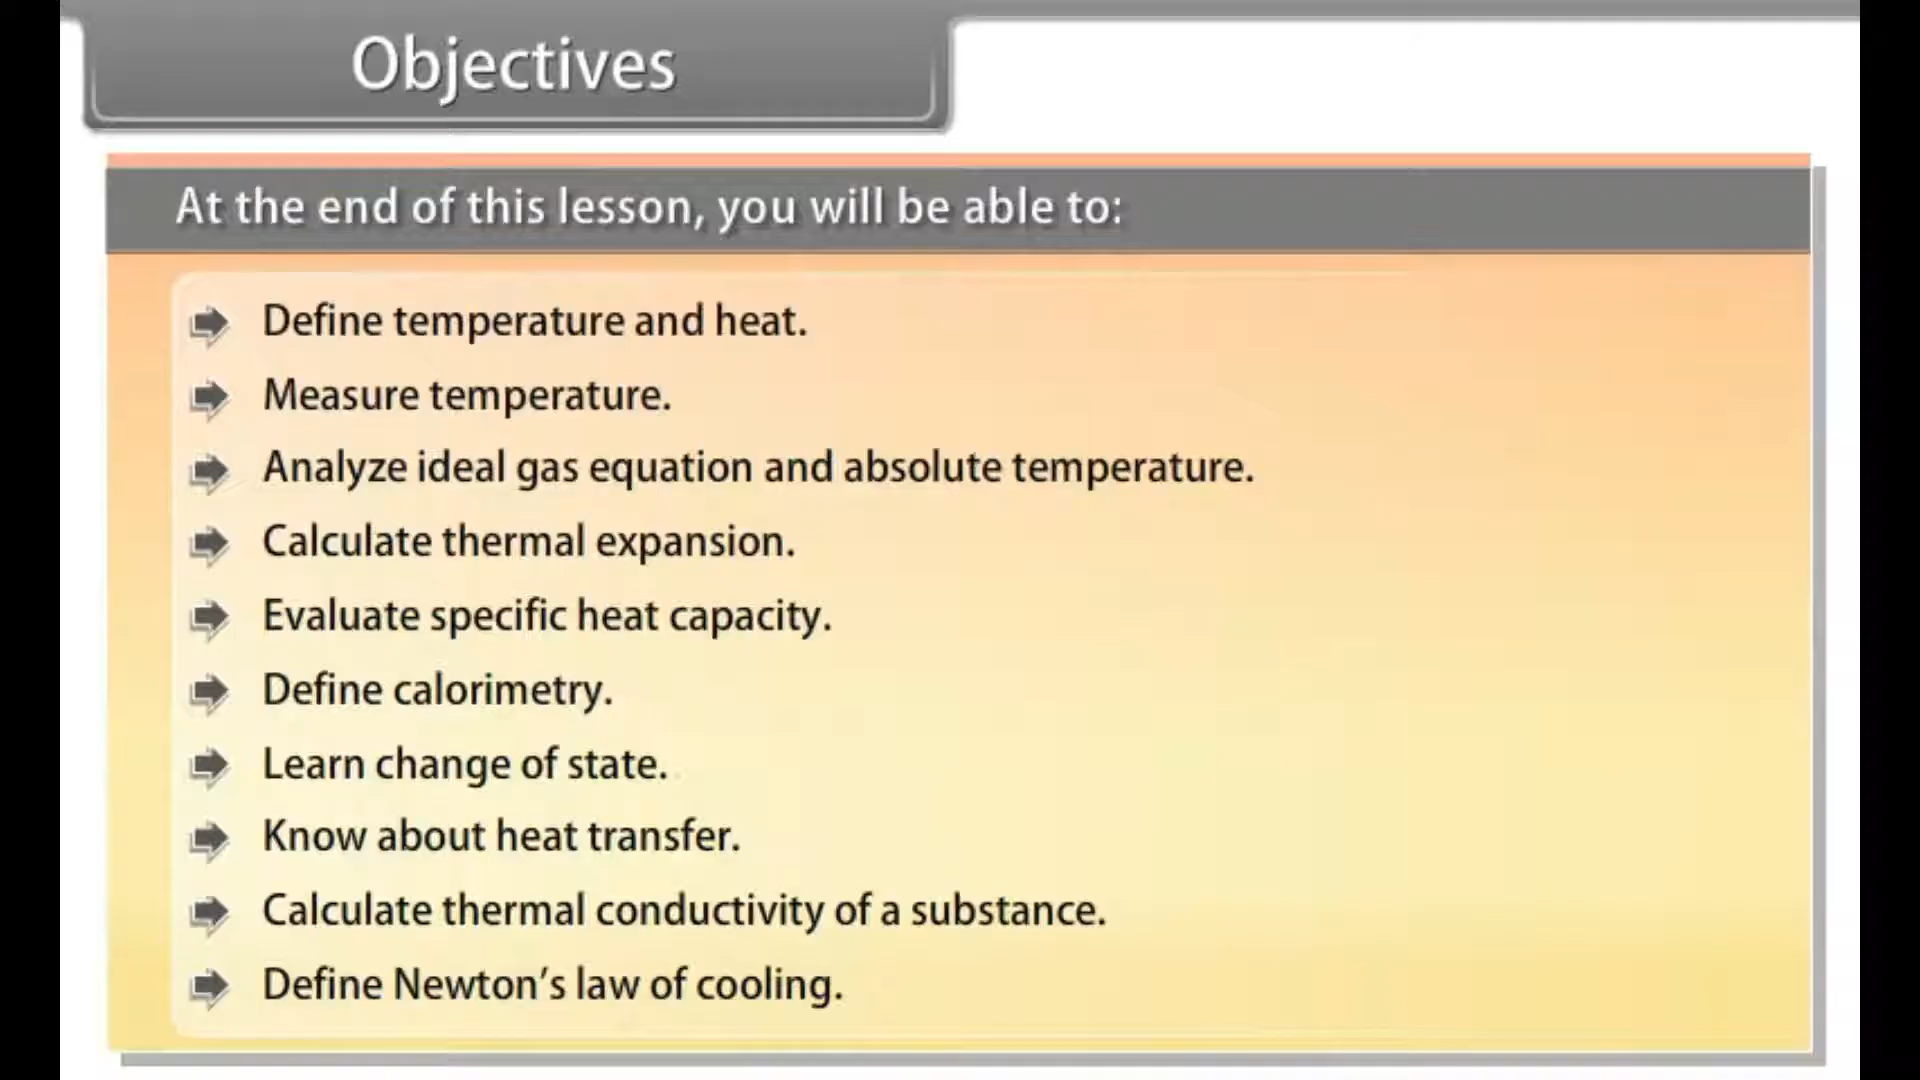 Objectives
At the end of this lesson, you will be able to:
Define temperature and heat.
Measure temperature.
Analyze ideal gas equation and absolute temperature.
Calculate thermal expansion.
Evaluate specific heat capacity.
Define calorimetry.
Learn change of state.
Know about heat transfer.
Calculate thermal conductivity of a substance.
Define Newton’s law of cooling.